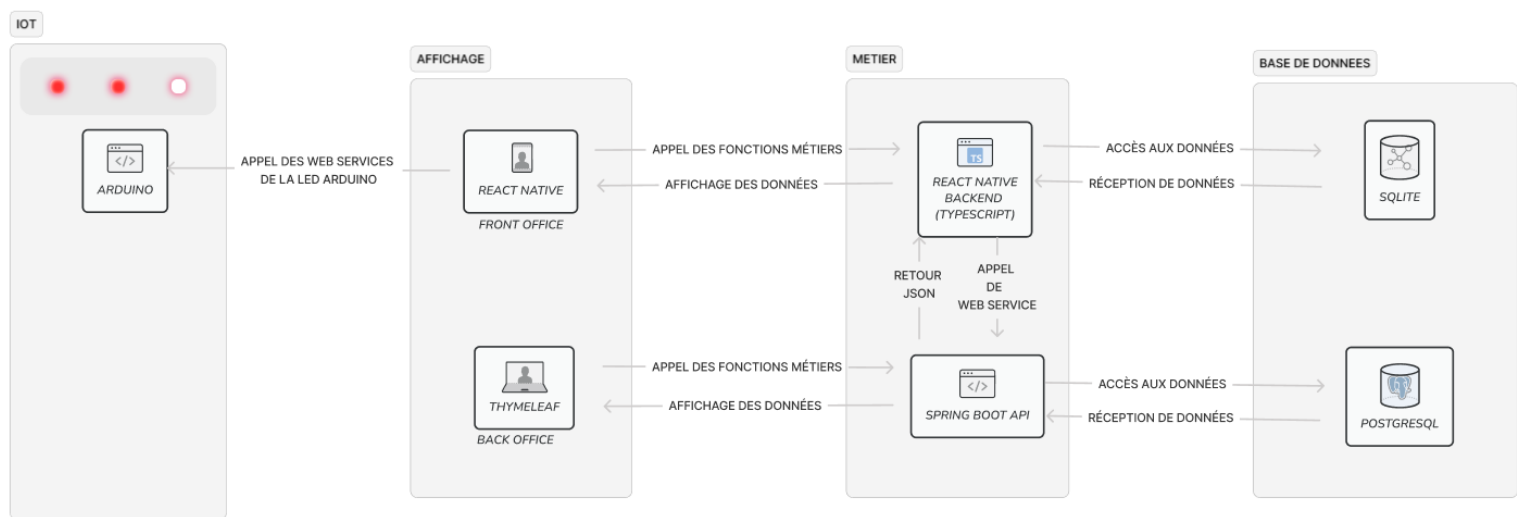 IOT
AFFICHAGE
METIER
BASE DE DONNEES
ARDUINO
APPEL DES WEB SERVICES
DE LA LED ARDUINO
REACT NATIVE
FRONT OFFICE
APPEL DES FONCTIONS MÉTIERS
AFFICHAGE DES DONNÉES
TS
REACT NATIVE
BACKEND
(TYPESCRIPT)
ACCÈS AUX DONNÉES
RÉCEPTION DE DONNÉES
SQLITE
RETOUR
JSON
APPEL
DE
WEB SERVICE
THYMELEAF
BACK OFFICE
APPEL DES FONCTIONS MÉTIERS
AFFICHAGE DES DONNÉES
SPRING BOOT API
ACCÈS AUX DONNÉES
RÉCEPTION DE DONNÉES
POSTGRESQL